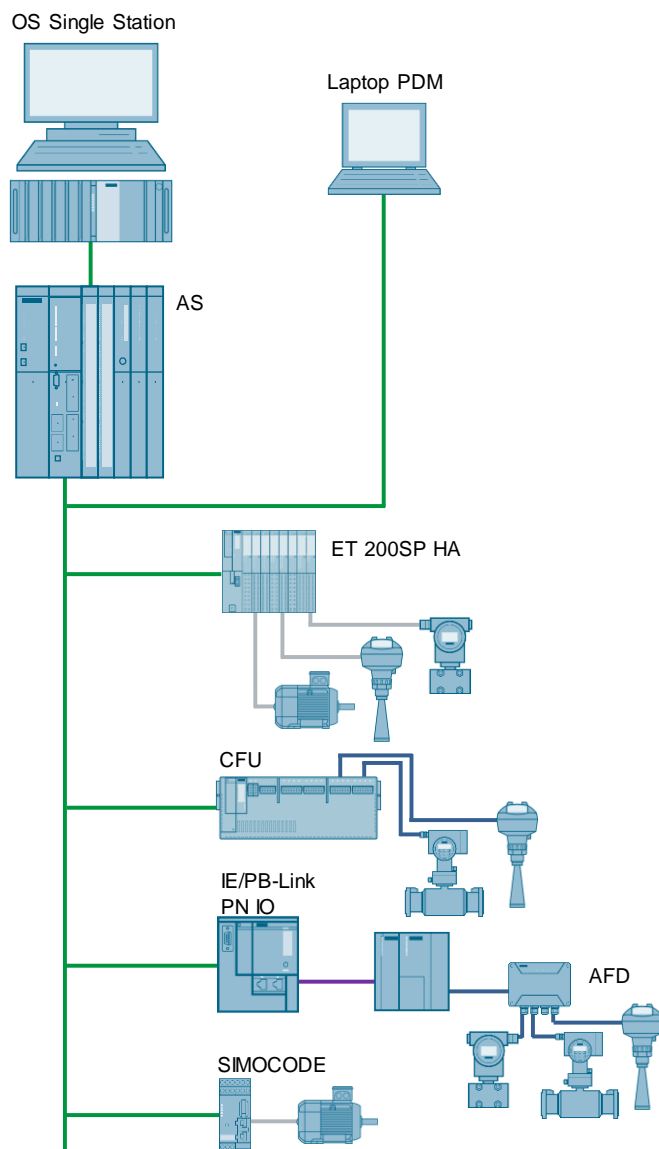 OS Single Station
Laptop PDM
AS
ET 200SP HA
CFU
IE/PB-Link
PN IO
AFD
SIMOCODE